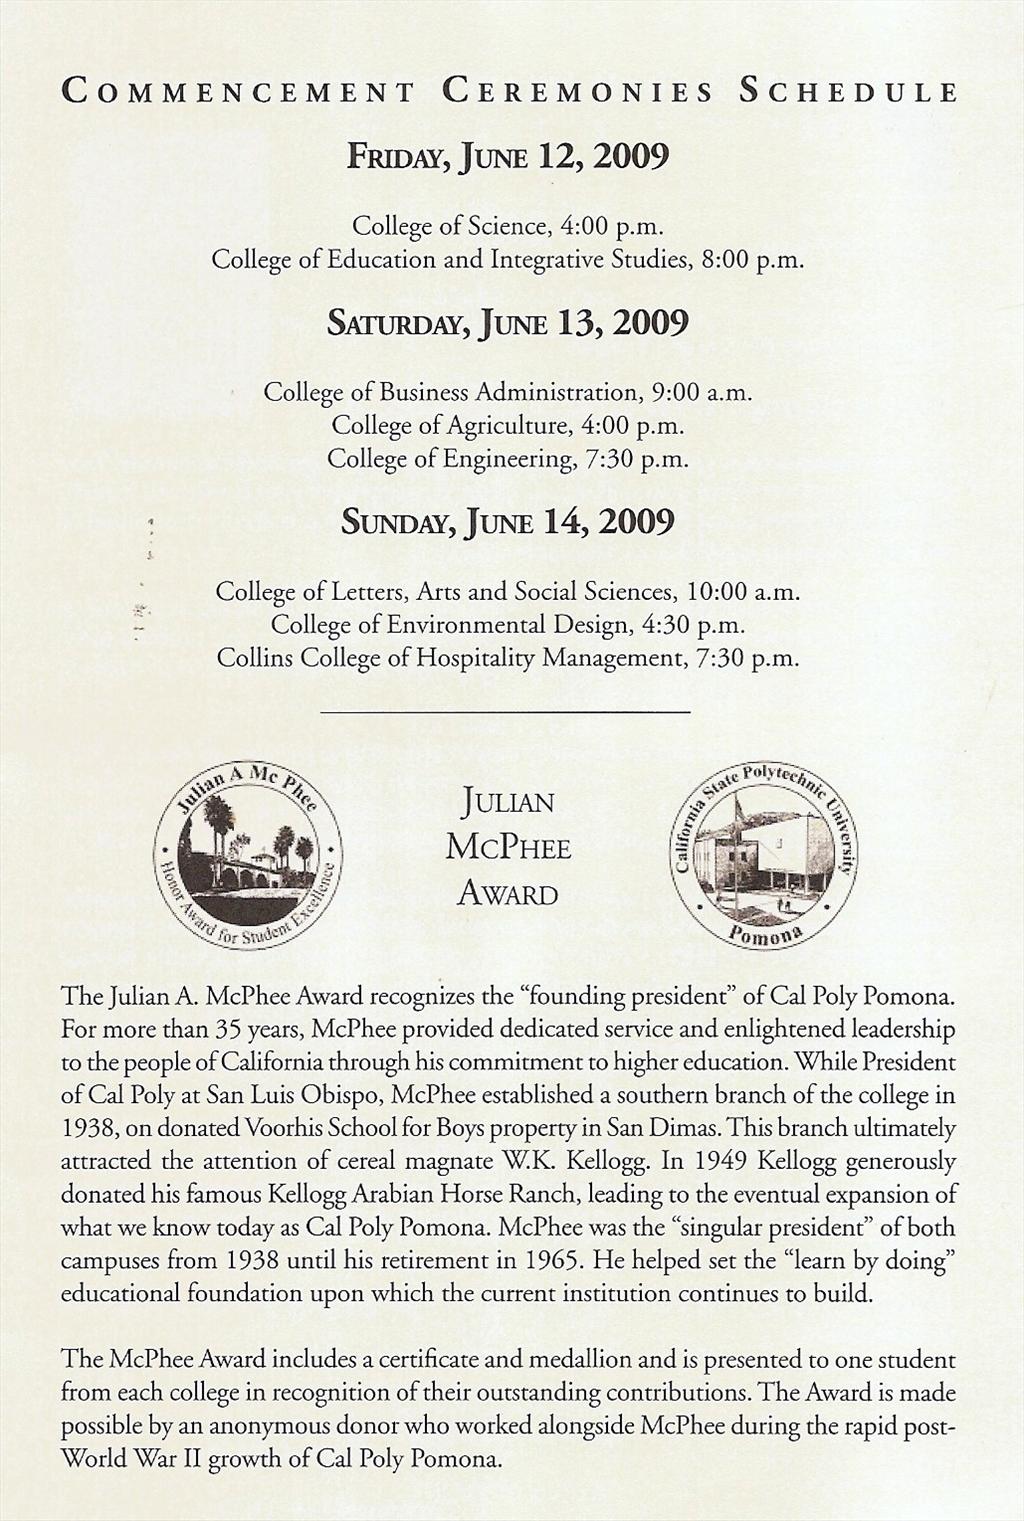 COMMENCEMENT CEREMONIES SCHEDULE
FRIDAY, JUNE 12, 2009
College of Science, 4:00 p.m.
College of Education and Integrative Studies, 8:00 p.m.
SATURDAY, JUNE 13, 2009
College of Business Administration, 9:00 a.m.
College of Agriculture, 4:00 p.m.
College of Engineering, 7:30 p.m.
SUNDAY, JUNE 14, 2009
College of Letters, Arts and Social Sciences, 10:00 a.m.
College of Environmental Design, 4:30 p.m.
Collins College of Hospitality Management, 7:30 p.m.
Julian A Mc Phee
• Honor Award for Student Excellence •
JULIAN
MCPHEE
AWARD
California State Polytechnic University
• Pomona •
The Julian A. McPhee Award recognizes the “founding president” of Cal Poly Pomona.
For more than 35 years, McPhee provided dedicated service and enlightened leadership
to the people of California through his commitment to higher education. While President
of Cal Poly at San Luis Obispo, McPhee established a southern branch of the college in
1938, on donated Voorhis School for Boys property in San Dimas. This branch ultimately
attracted the attention of cereal magnate W.K. Kellogg. In 1949 Kellogg generously
donated his famous Kellogg Arabian Horse Ranch, leading to the eventual expansion of
what we know today as Cal Poly Pomona. McPhee was the “singular president” of both
campuses from 1938 until his retirement in 1965. He helped set the “learn by doing”
educational foundation upon which the current institution continues to build.
The McPhee Award includes a certificate and medallion and is presented to one student
from each college in recognition of their outstanding contributions. The Award is made
possible by an anonymous donor who worked alongside McPhee during the rapid post-
World War II growth of Cal Poly Pomona.